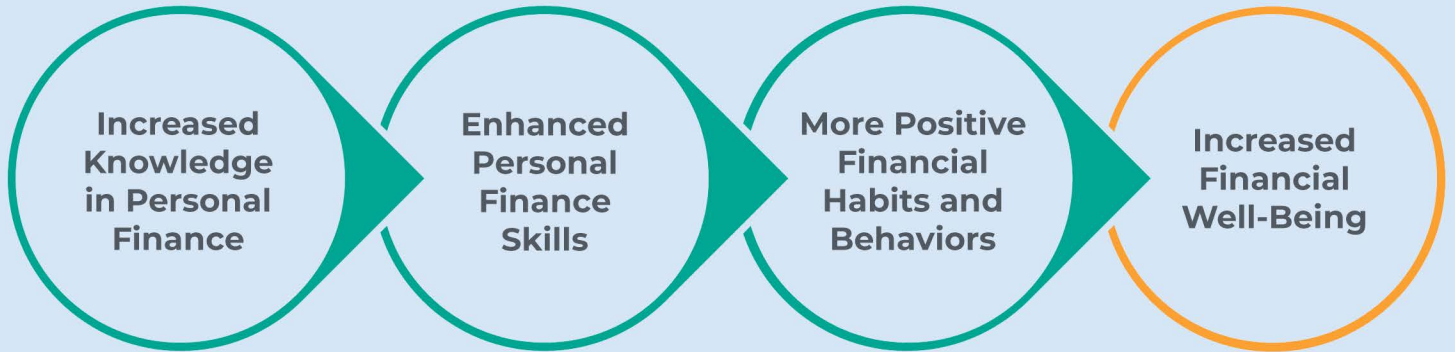 Increased
Knowledge
in Personal
Finance
Enhanced
Personal
Finance
Skills
More Positive
Financial
Habits and
Behaviors
Increased
Financial
Well-Being